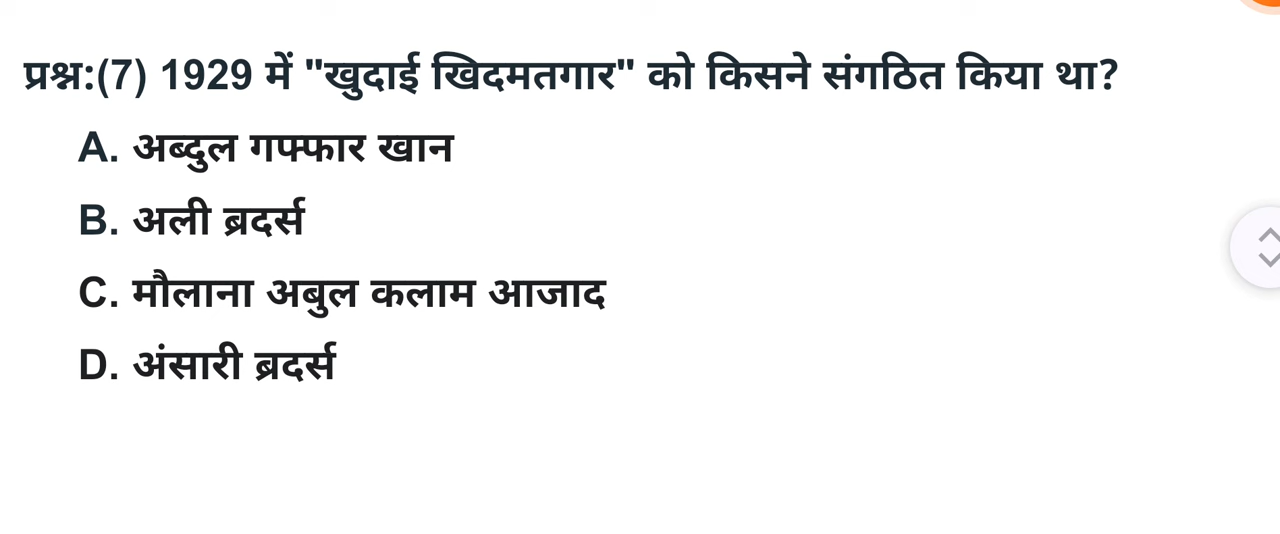 प्रश्न:(7) 1929 में "खुदाई खिदमतगार" को किसने संगठित किया था?
A. अब्दुल गफ्फार खान
B. अली ब्रदर्स
C. मौलाना अबुल कलाम आजाद
D. अंसारी ब्रदर्स